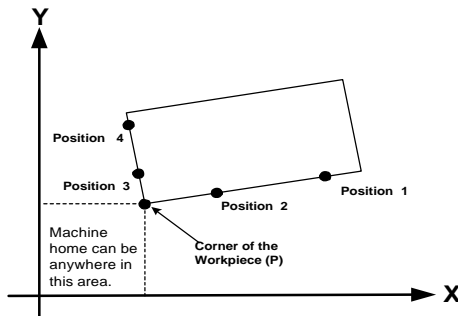 Y
Position 4
Position 3
Position 1
Position 2
Machine
home can be
anywhere in
this area.
Corner of the
Workpiece (P)
X